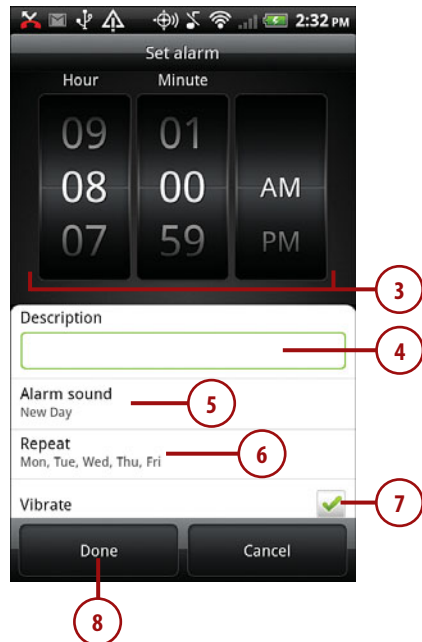 2:32 PM
Set alarm
Hour Minute
09 01
08 00 AM
07 59 PM
3
Description
4
Alarm sound
New Day
5
Repeat
Mon, Tue, Wed, Thu, Fri
6
Vibrate
7
Done Cancel
8